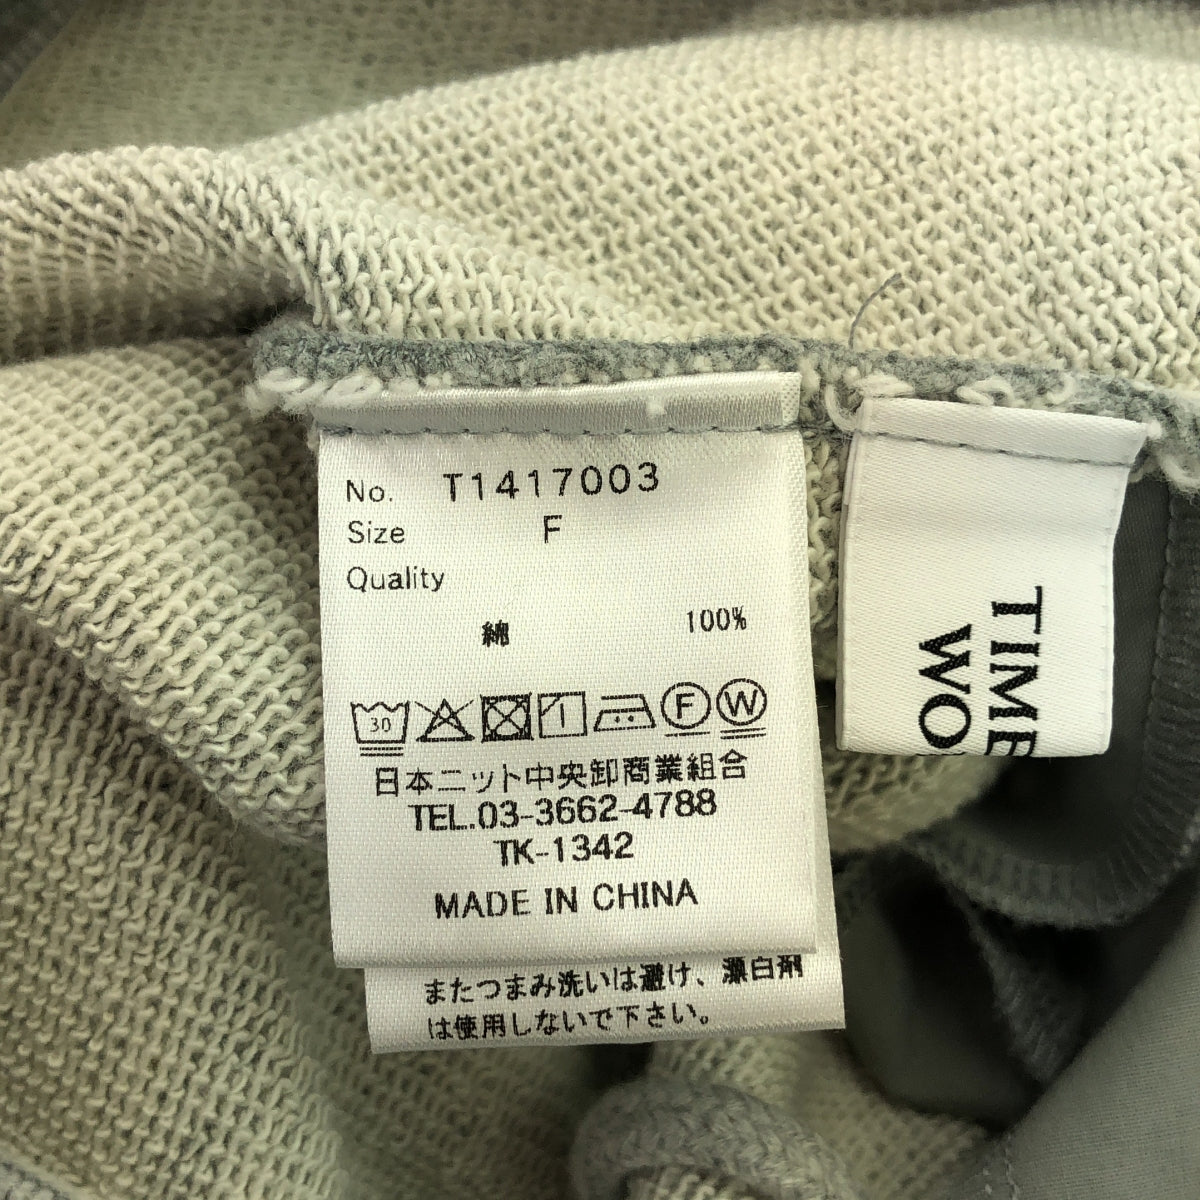 No. T1417003
Size F
Quality
綿 100%
30 F W
日本ニット中央卸商業組合
TEL.03-3662-4788
TK-1342
MADE IN CHINA
またつまみ洗いは避け、漂白剤
は使用しないで下さい。
TIME
WO